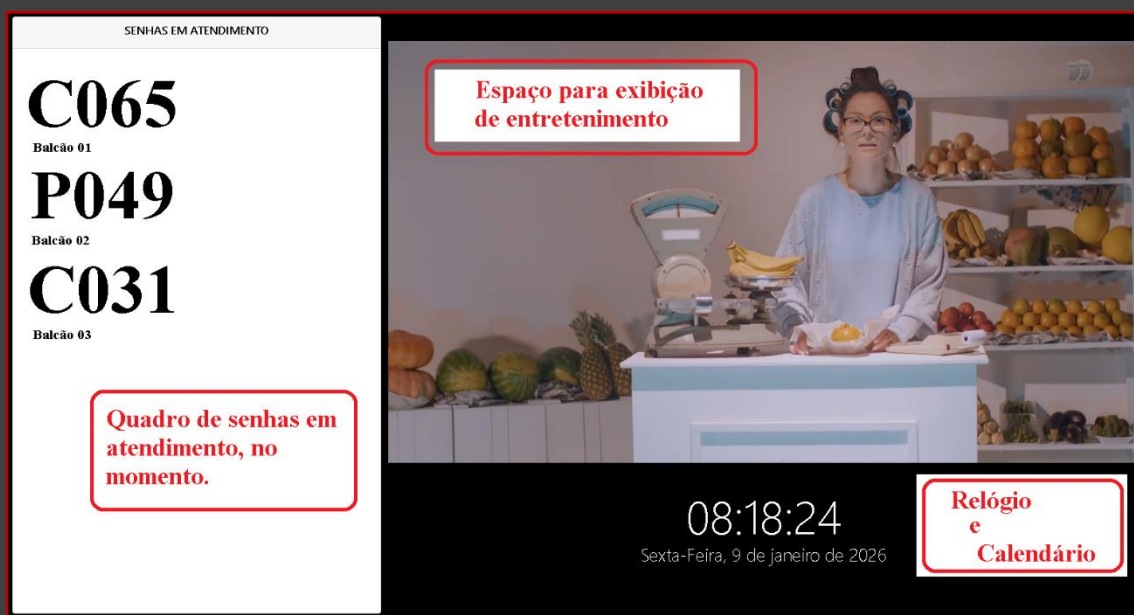 SENHAS EM ATENDIMENTO
C065
Balcão 01
P049
Balcão 02
C031
Balcão 03
Quadro de senhas em
atendimento, no
momento.
Espaço para exibição
de entretenimento
08:18:24
Sexta-Feira, 9 de janeiro de 2026
Relógio
e
Calendário